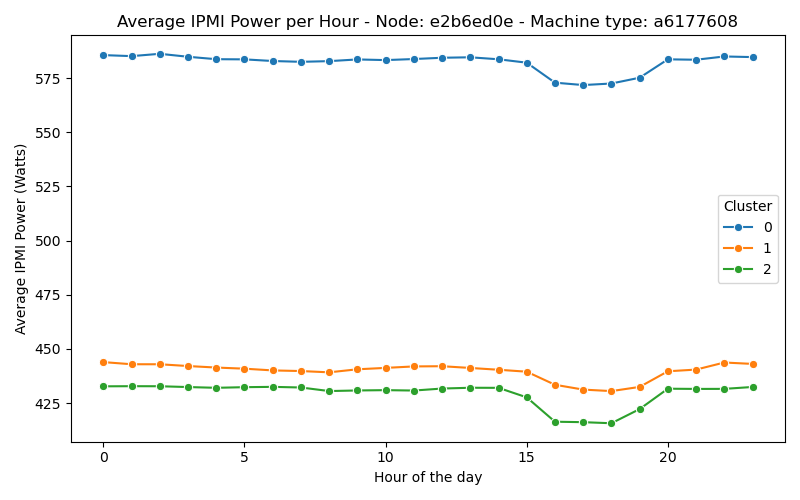 Average IPMI Power per Hour - Node: e2b6ed0e - Machine type: a6177608
Average IPMI Power (Watts)
575
550
525
500
475
450
425
Cluster
0
1
2
0 5 10 15 20
Hour of the day